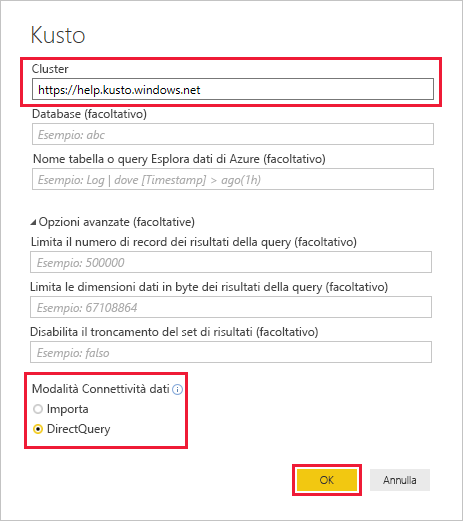 Kusto
Cluster
https://help.kusto.windows.net
Database (facoltativo)
Esempio: abc
Nome tabella o query Esplora dati di Azure (facoltativo)
Esempio: Log | dove [Timestamp] > ago(1h)
Opzioni avanzate (facoltative)
Limita il numero di record dei risultati della query (facoltativo)
Esempio: 500000
Limita le dimensioni dati in byte dei risultati della query (facoltativo)
Esempio: 67108864
Disabilita il troncamento del set di risultati (facoltativo)
Esempio: falso
Modalità Connettività dati
Importa
DirectQuery
OK Annulla